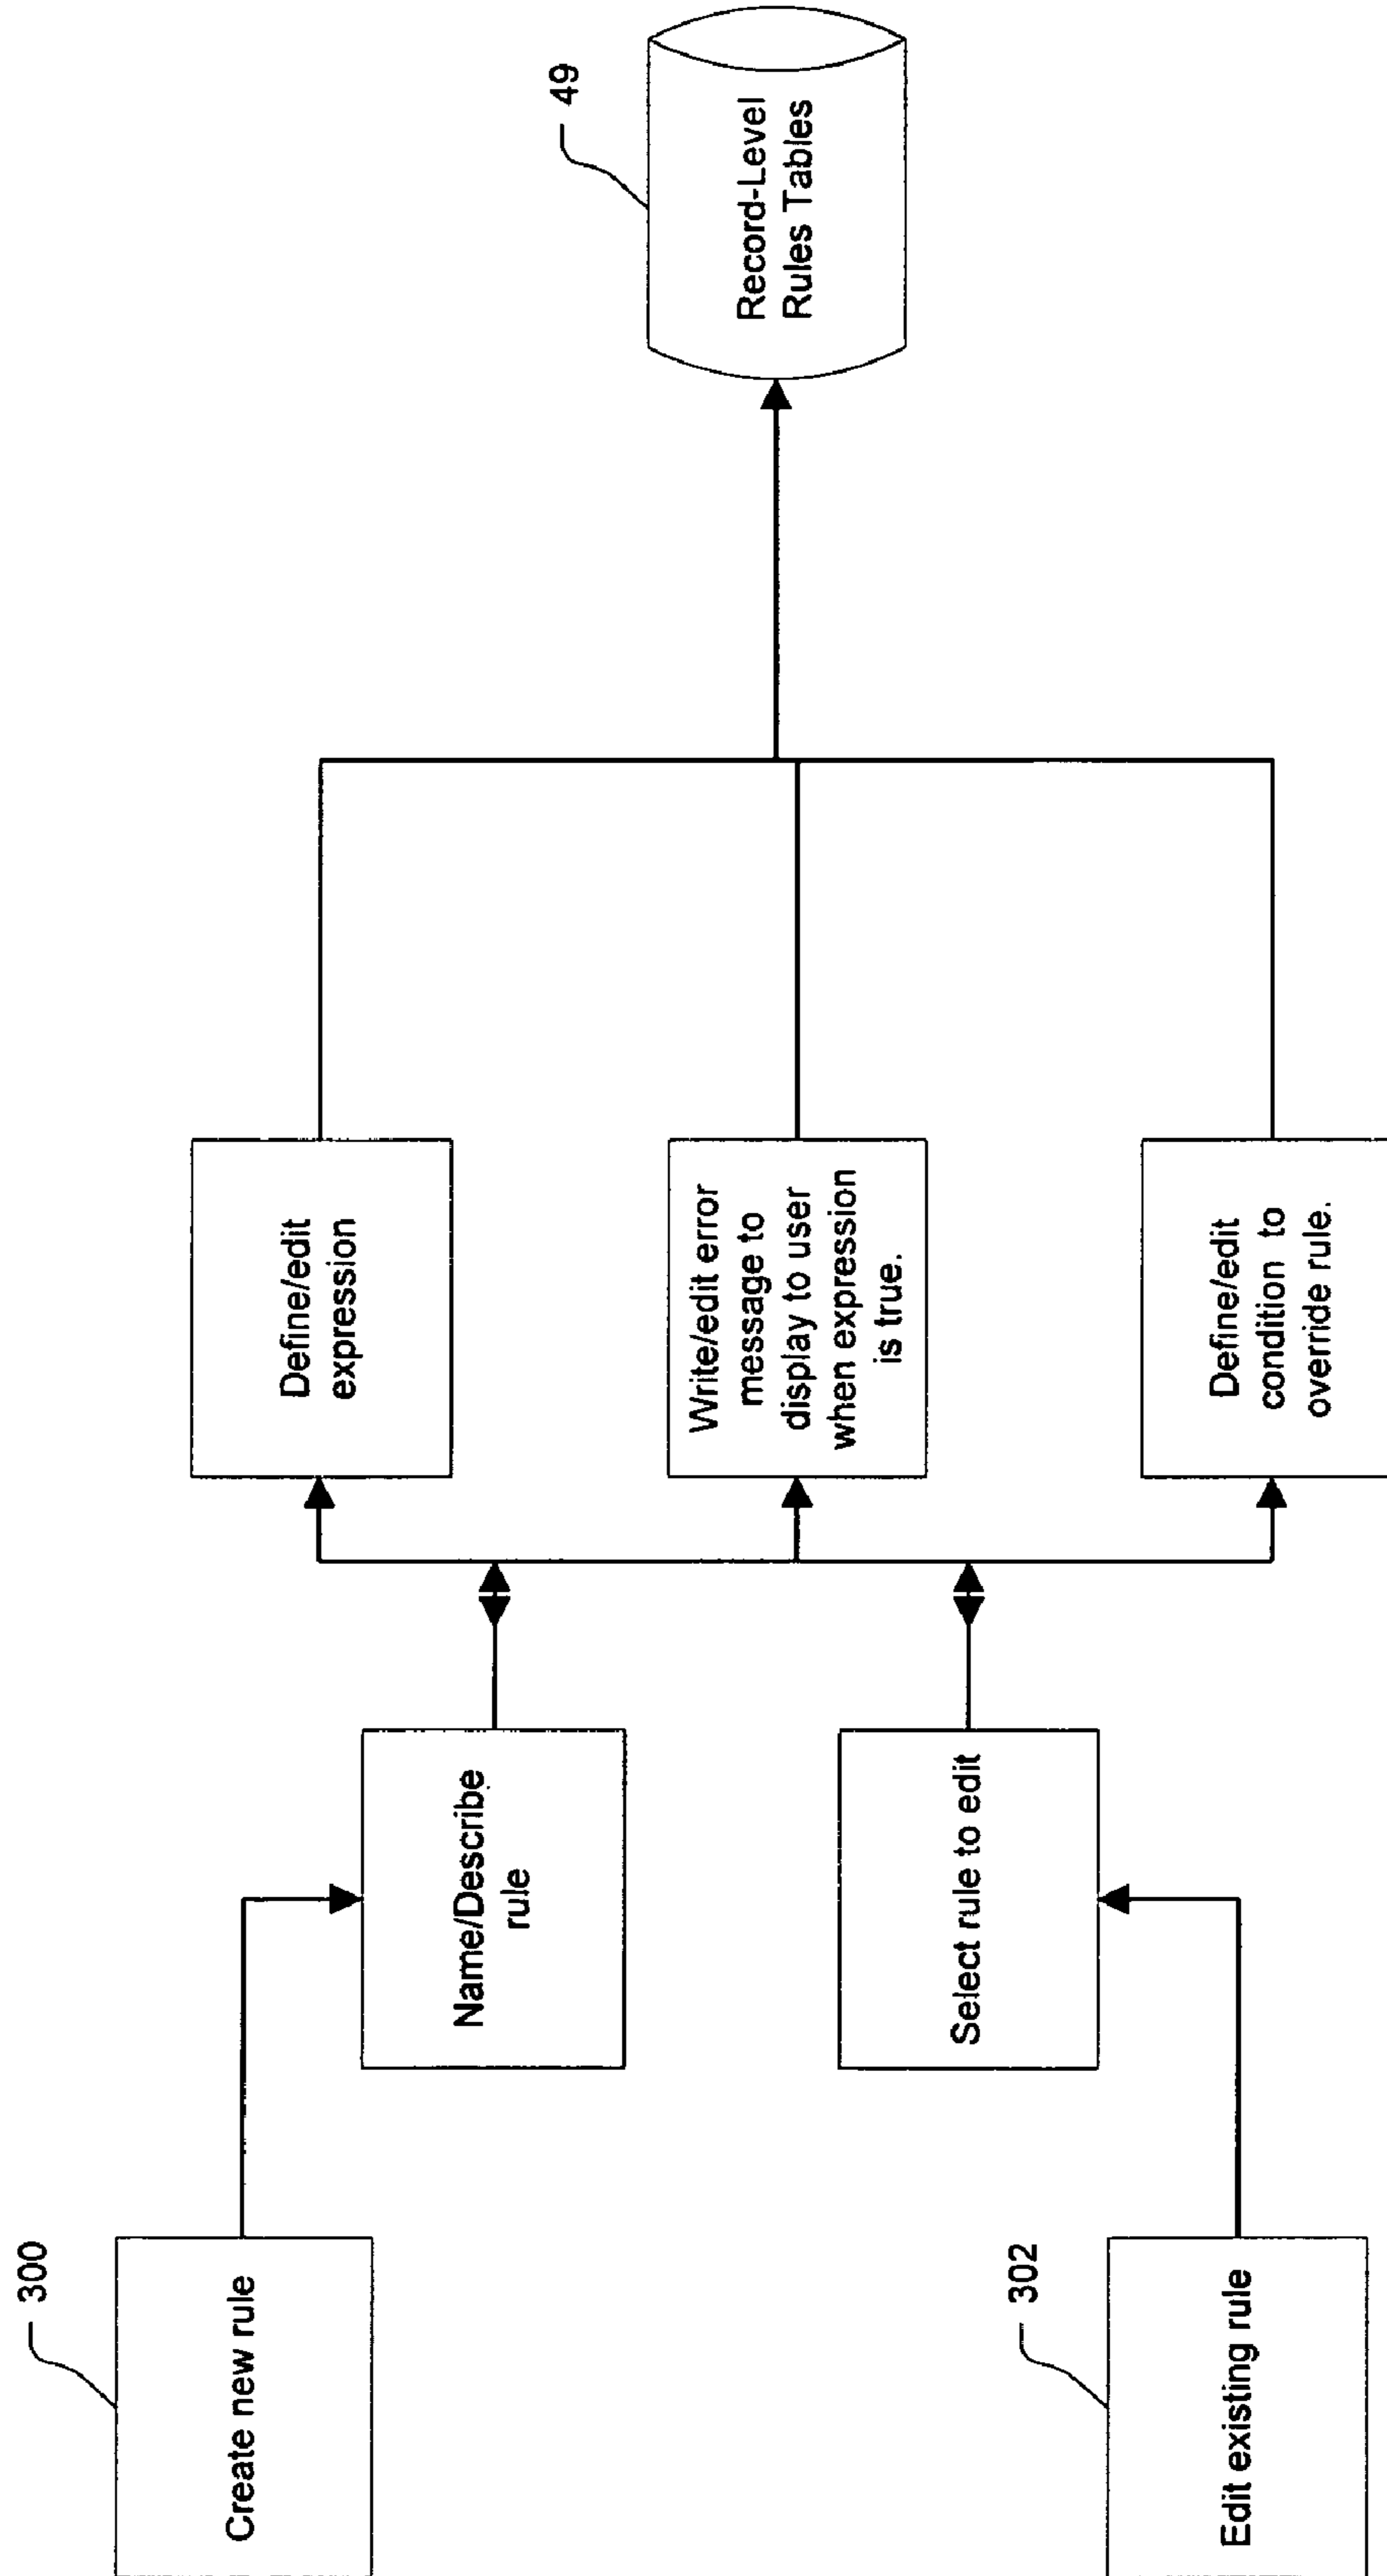 300
Create new rule
Name/Describe
rule
Define/edit
expression
49
Record-Level
Rules Tables
Write/edit error
message to
display to user
when expression
is true.
302
Edit existing rule
Select rule to edit
Define/edit
condition to
override rule.